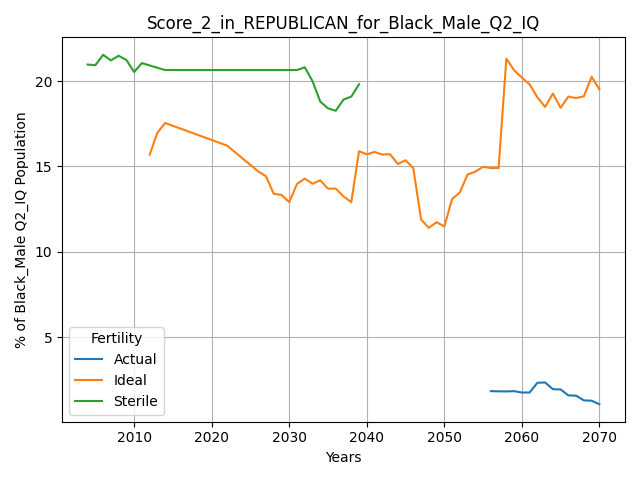 Score_2_in_REPUBLICAN_for_Black_Male_Q2_IQ
% of Black_Male Q2_IQ Population
20
15
10
5
Fertility
Actual
Ideal
Sterile
2010 2020 2030 2040 2050 2060 2070
Years